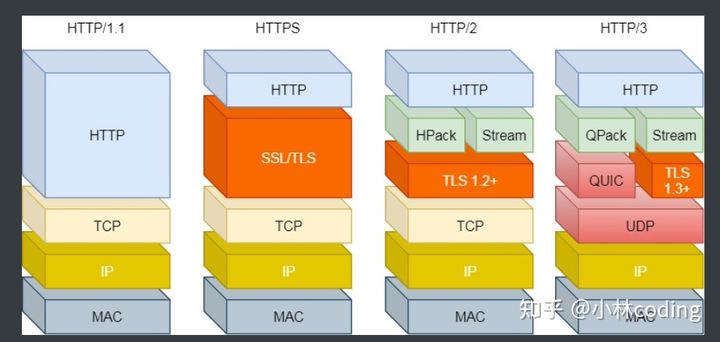 HTTP/1.1 HTTPS HTTP/2 HTTP/3
HTTP HTTP HTTP HTTP
SSL/TLS HPack Stream QPack Stream
TLS 1.2+ QUIC TLS 1.3+
TCP TCP TCP UDP
IP IP IP IP
MAC MAC MAC MAC
知乎 @小林coding